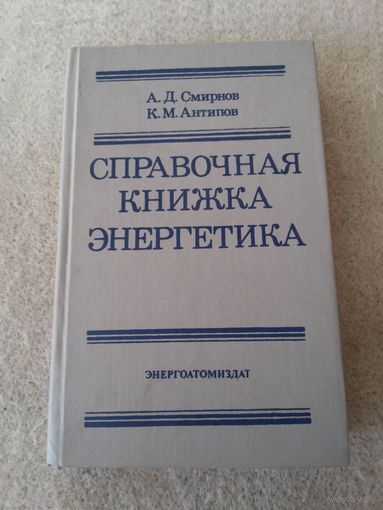 А. Д. Смирнов
К. М. Антипов
СПРАВОЧНАЯ
КНИЖКА
ЭНЕРГЕТИКА
ЭНЕРГОАТОМИЗДАТ